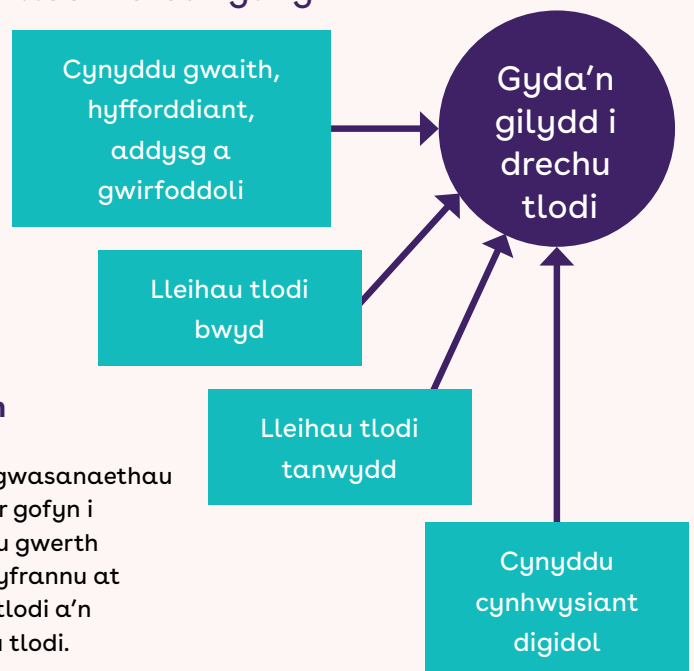 Cynyddu gwaith,
hyfforddiant,
addysg a
gwirfoddoli
Gyda'n
gilydd i
drechu
tlodi
Lleihau tlodi
bwyd
Lleihau tlodi
tanwydd
Cynyddu
cynhwysiant
digidol
gwasanaethau
gofyn i
gwerth
at
tlodi a'n
tlodi.